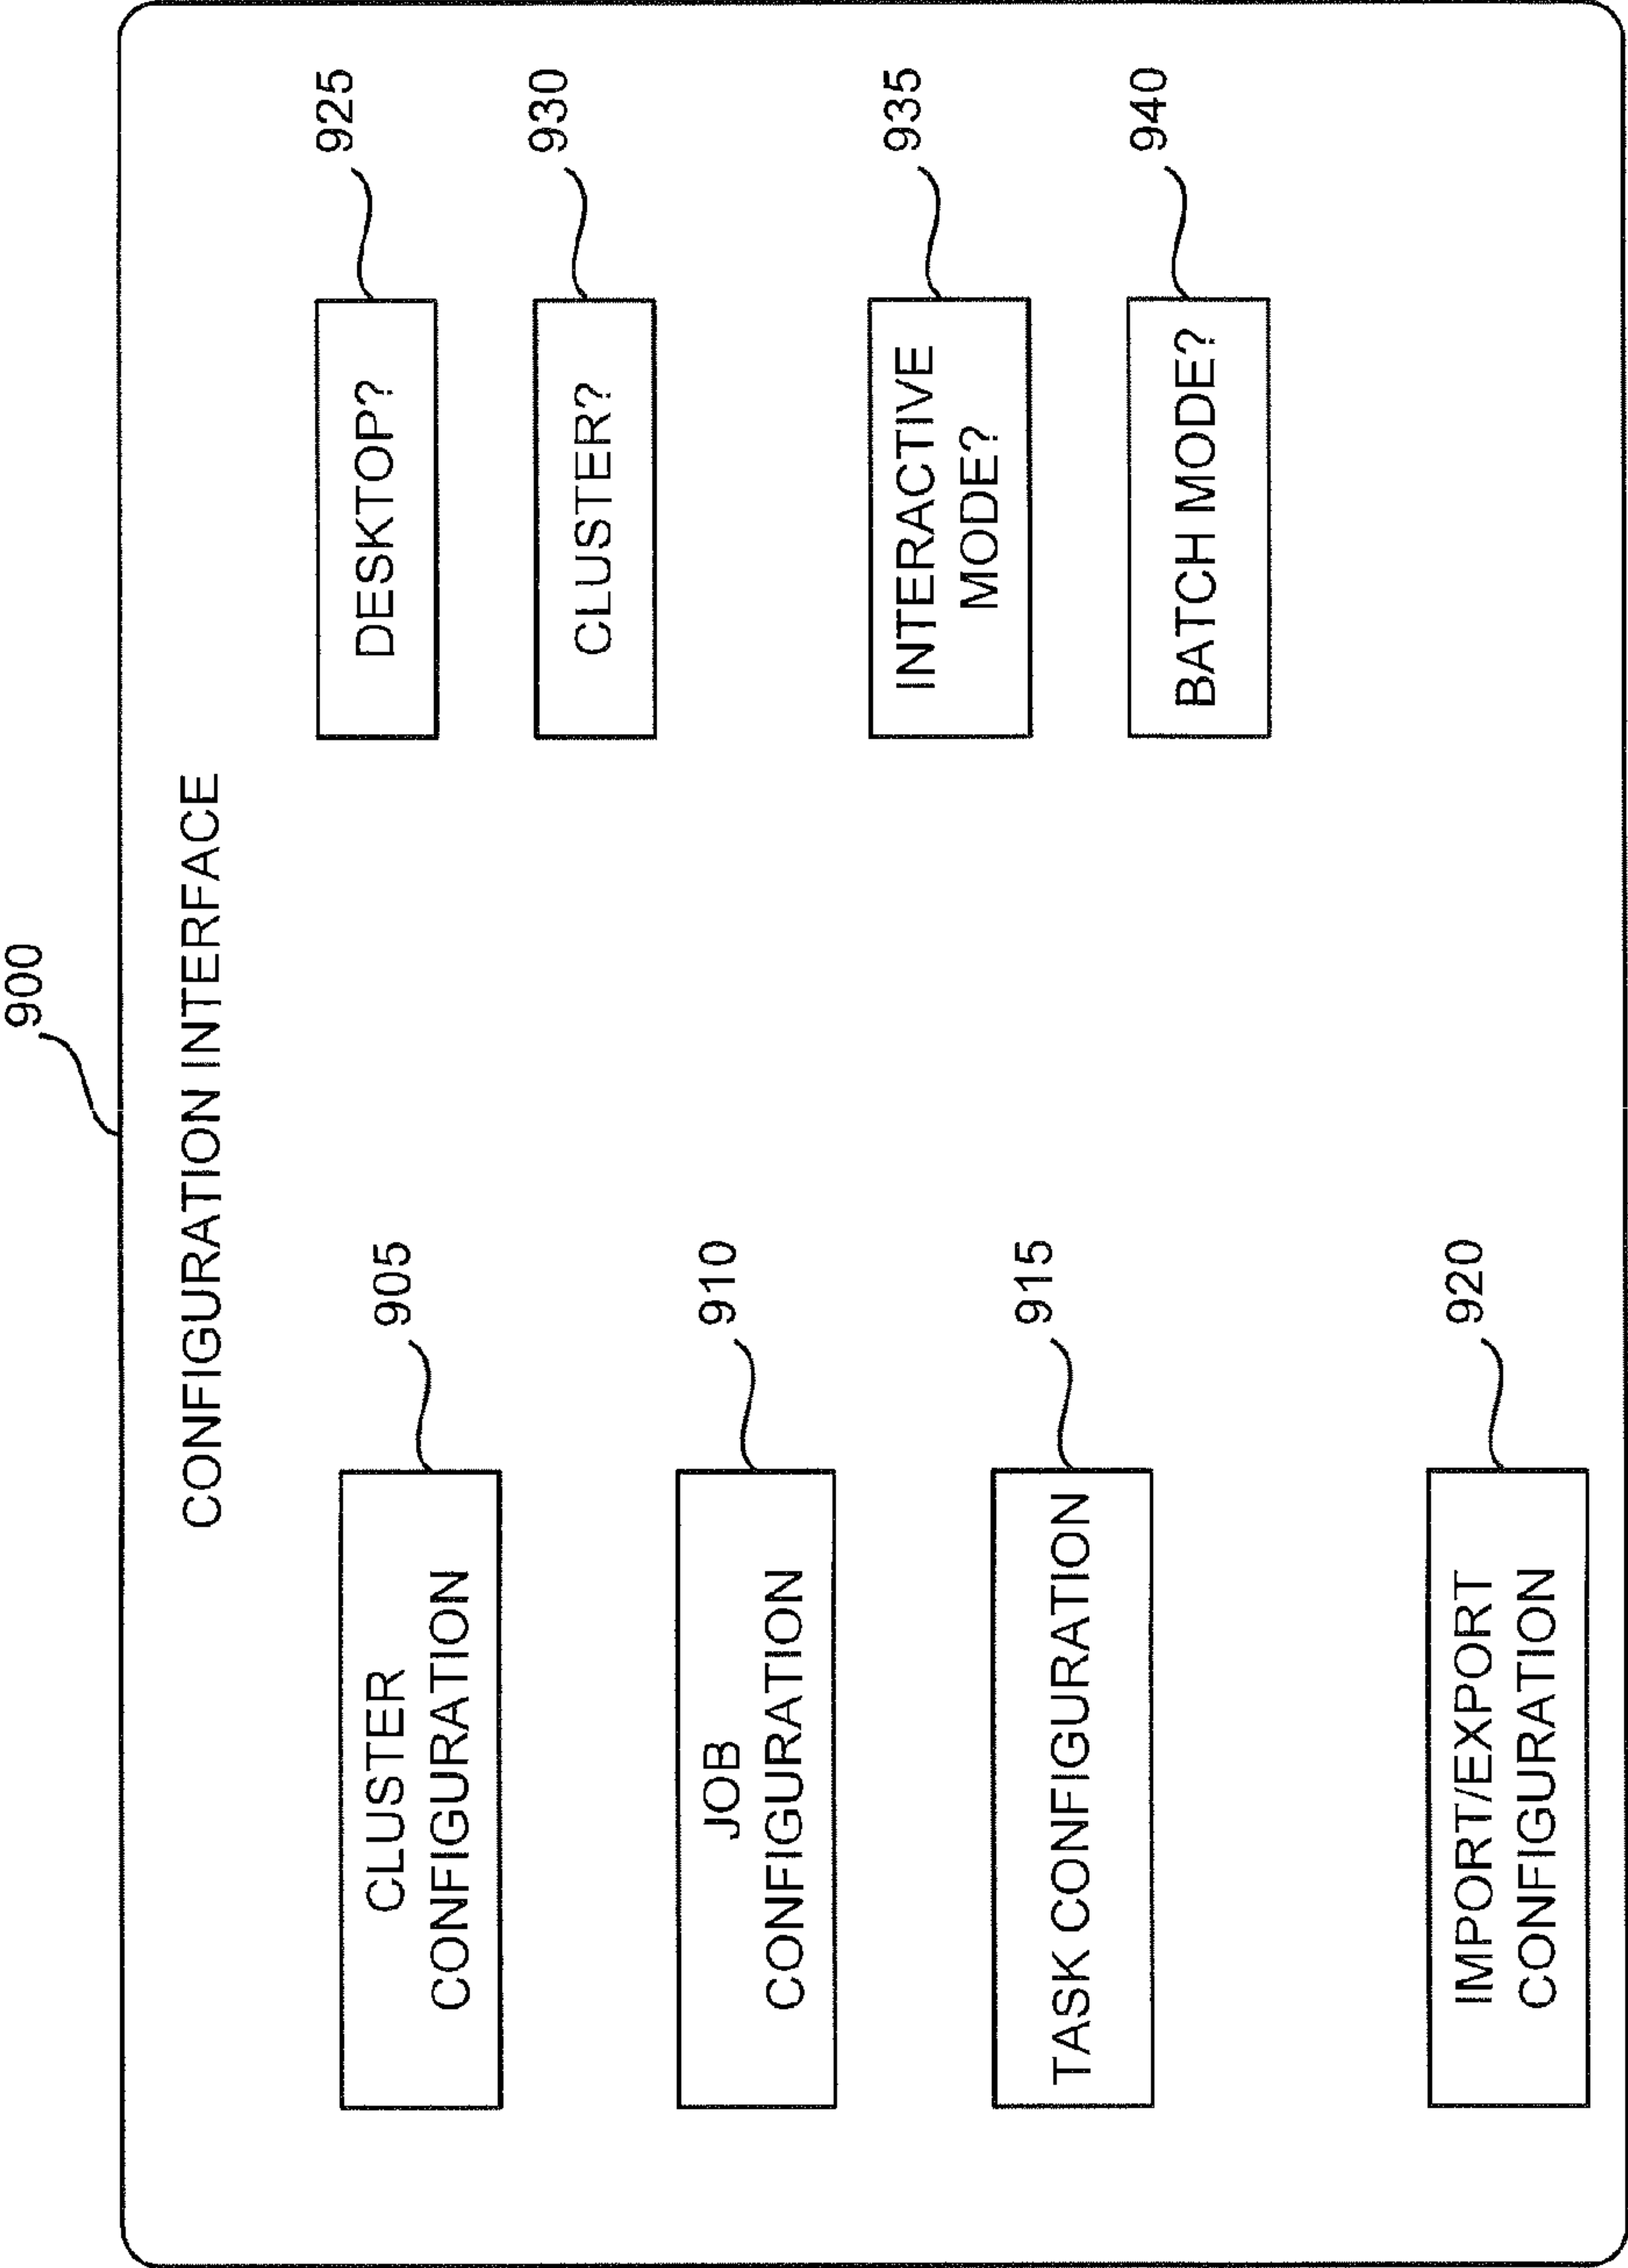 900
CONFIGURATION INTERFACE
CLUSTER
CONFIGURATION
905
JOB
CONFIGURATION
910
TASK CONFIGURATION
915
IMPORT/EXPORT
CONFIGURATION
920
DESKTOP?
925
CLUSTER?
930
INTERACTIVE
MODE?
935
BATCH MODE?
940